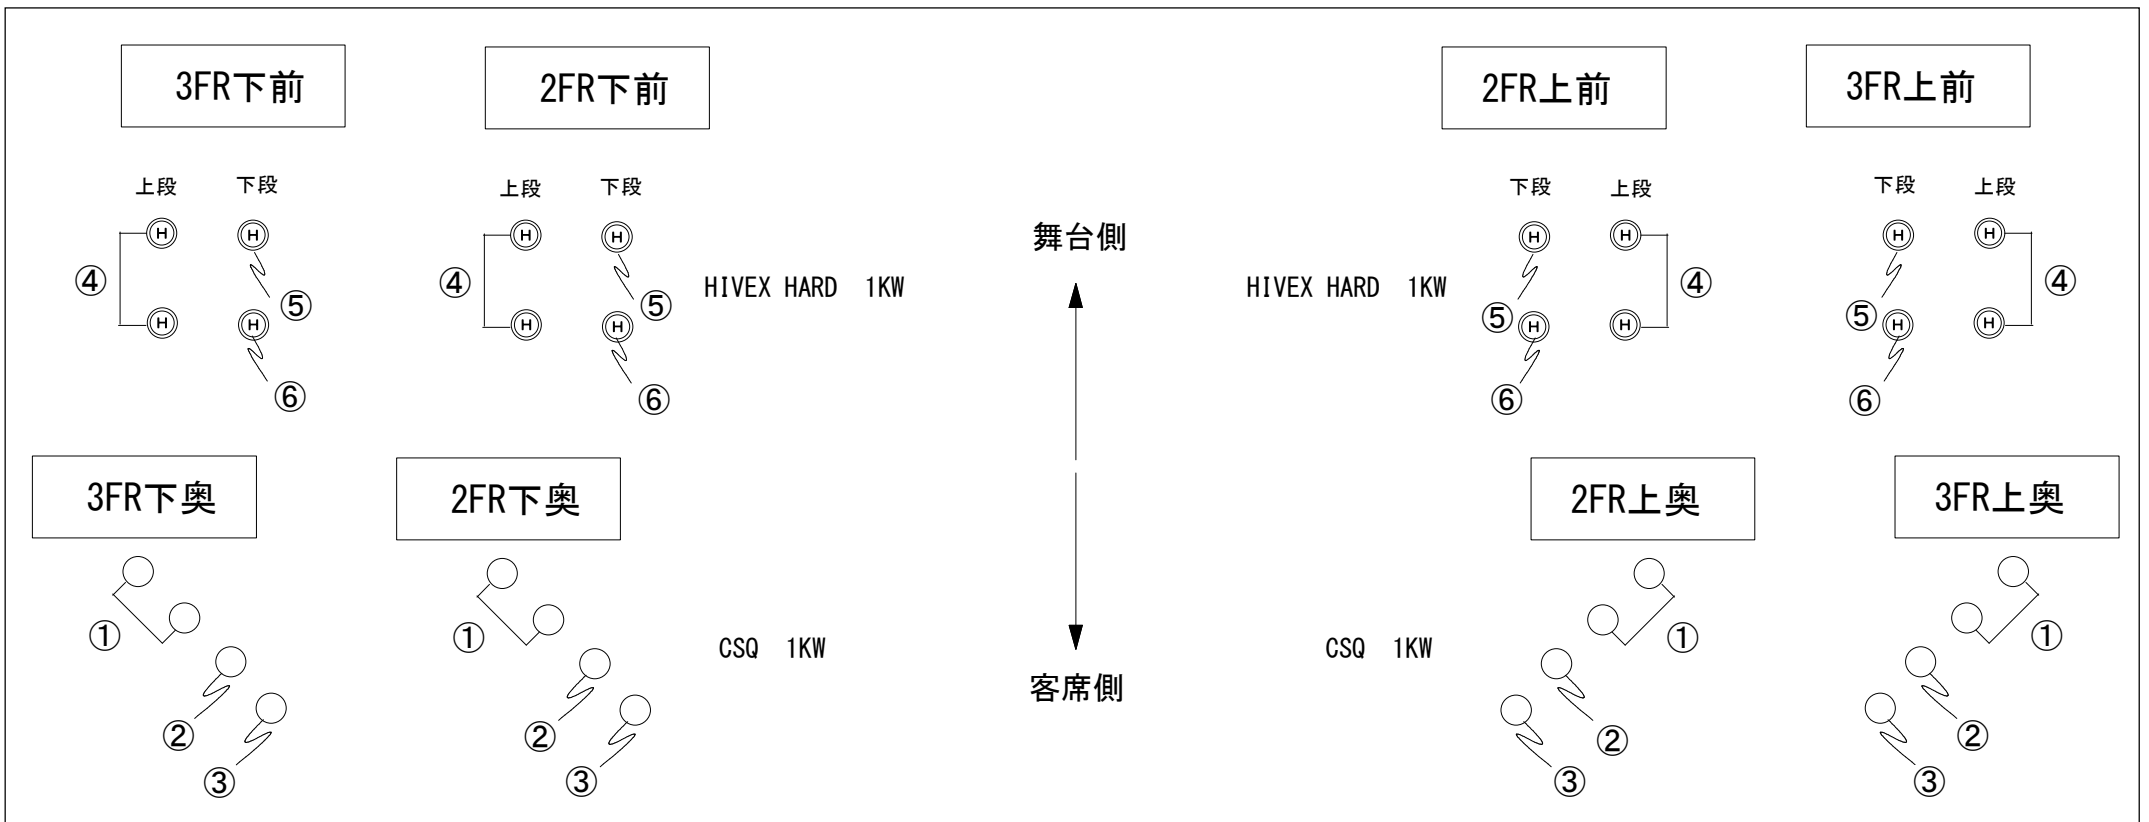 3FR下前 2FR下前 2FR上前 3FR上前
上段 下段 上段 下段 下段 上段 下段 上段
H H H H H H H H
舞台側
④ ⑤ ④ ⑤ HIVEX HARD 1KW HIVEX HARD 1KW ⑤ ④ ⑤ ④
H H H H H H H H
⑥ ⑥ ⑥ ⑥
3FR下奥 2FR下奥 2FR上奥 3FR上奥
① ① CSQ 1KW CSQ 1KW ① ①
客席側
② ② ② ②
③ ③ ③ ③